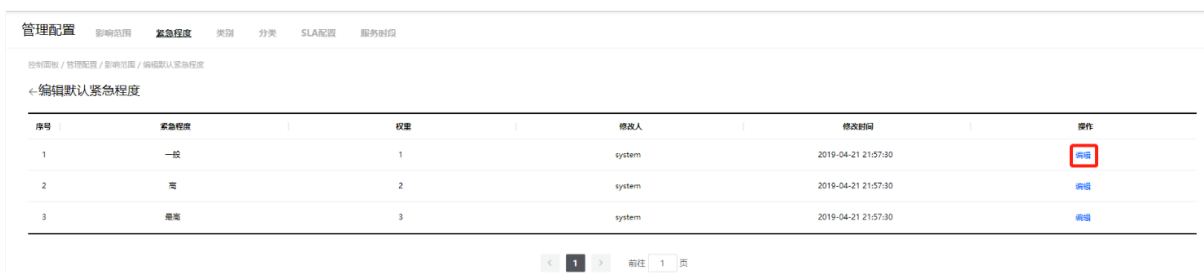 管理配置 影响范围 紧急程度 类别 分类 SLA配置 服务时段
控制面板 / 管理配置 / 影响范围 / 编辑默认紧急程度
←编辑默认紧急程度
序号 紧急程度 权重 修改人 修改时间 操作
1 一般 1 system 2019-04-21 21:57:30 编辑
2 高 2 system 2019-04-21 21:57:30 编辑
3 最高 3 system 2019-04-21 21:57:30 编辑
< 1 > 前往 1 页